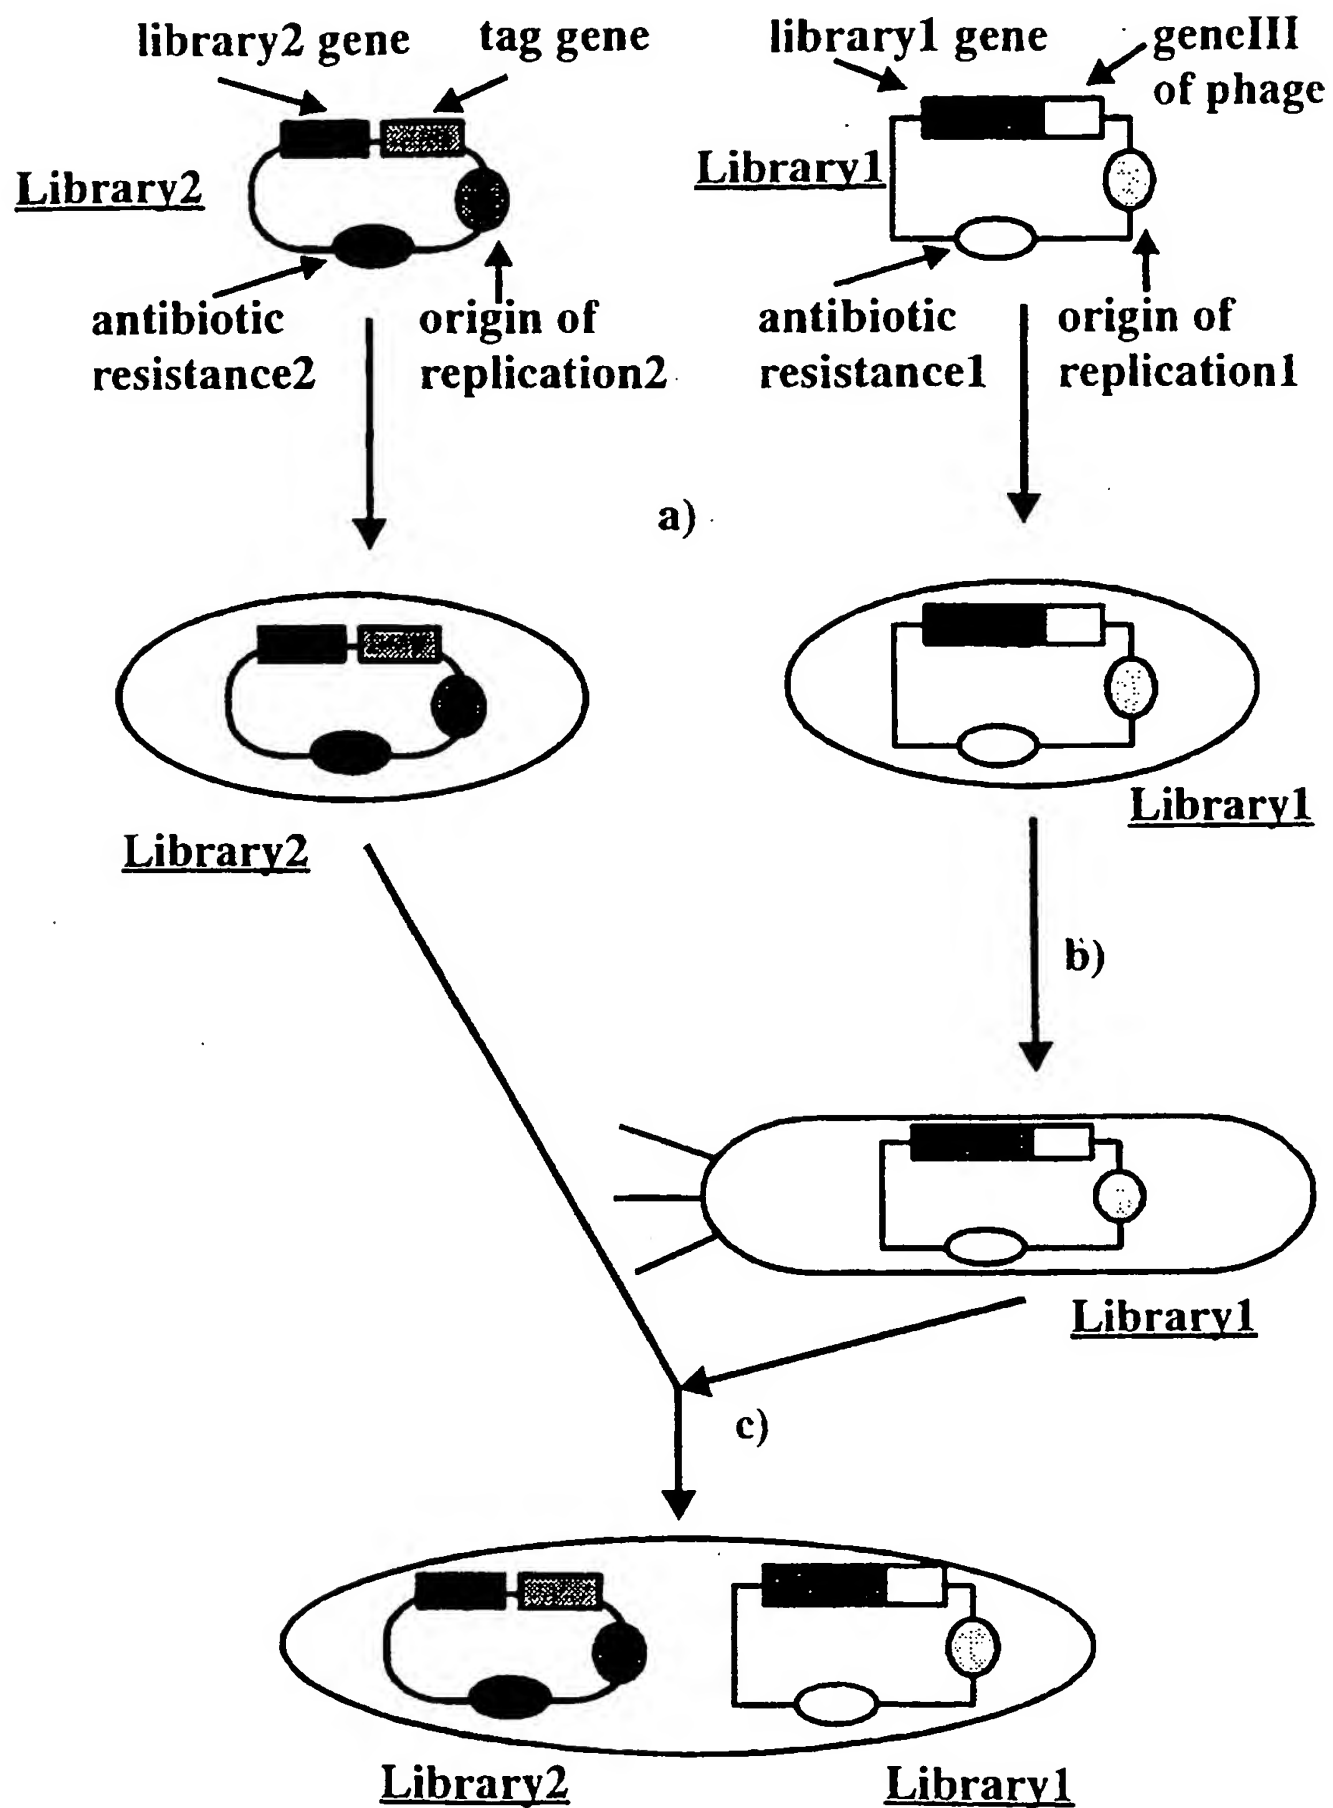 library2 gene
tag gene
library1 gene
geneIII
of phage
Library2
Library1
antibiotic
resistance2
origin of
replication2
antibiotic
resistance1
origin of
replication1
a)
Library2
Library1
b)
Library1
c)
Library2
Library1